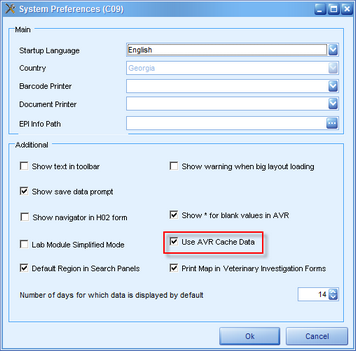 System Preferences (C09)
Main
Startup Language English
Country Georgia
Barcode Printer
Document Printer
EPI Info Path
Additional
Show text in toolbar Show warning when big layout loading
Show save data prompt
Show navigator in H02 form Show * for blank values in AVR
Lab Module Simplified Mode Use AVR Cache Data
Default Region in Search Panels Print Map in Veterinary Investigation Forms
Number of days for which data is displayed by default 14
Ok Cancel